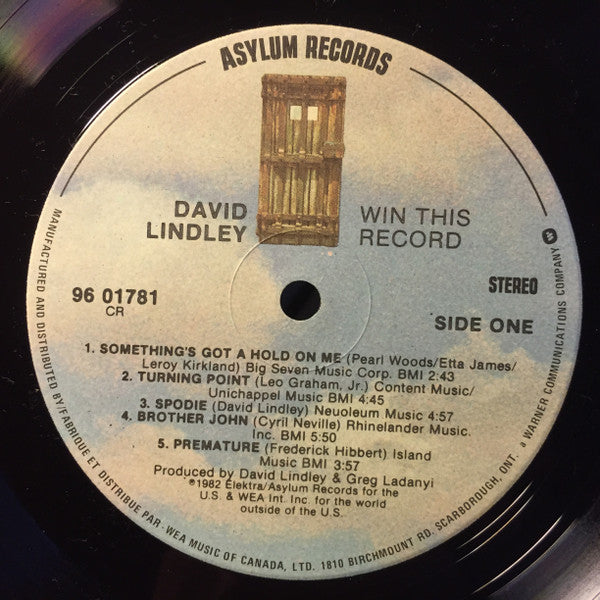 ASYLUM RECORDS
DAVID
LINDLEY
WIN THIS
RECORD
96 01781
CR
STEREO
SIDE ONE
1. SOMETHING'S GOT A HOLD ON ME (Pearl Woods/Etta James/
Leroy Kirkland) Big Seven Music Corp. BMI 2:43
2. TURNING POINT (Leo Graham, Jr.) Content Music/
Unichappel Music BMI 4:45
3. SPODIE (David Lindley) Neuoleum Music 4:57
4. BROTHER JOHN (Cyril Neville) Rhinelander Music.
Inc. BMI 5:50
5. PREMATURE (Frederick Hibbert) Island
Music BMI 3:57
Produced by David Lindley & Greg Ladanyi
℗1982 Elektra/Asylum Records for the
U.S. & WEA Int. Inc. for the world
outside of the U.S.
MANUFACTURED AND DISTRIBUTED BY/FABRIQUE ET DISTRIBUE PAR-WEA MUSIC OF CANADA, LTD. 1810 BIRCHMOUNT RD. SCARBOROUGH, ONT. a WARNER COMMUNICATIONS COMPANY